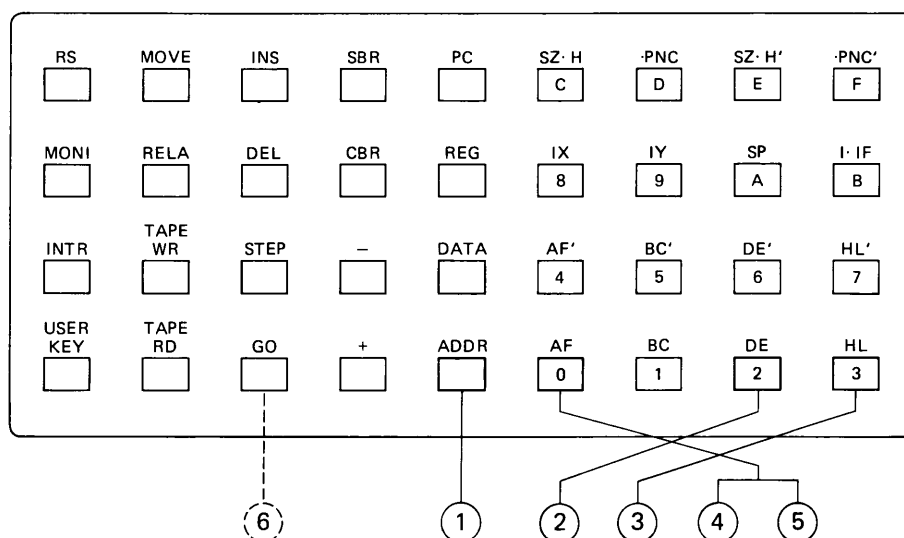 RS MOVE INS SBR PC SZ·H ·PNC SZ·H' ·PNC'
C D E F
MONI RELA DEL CBR REG IX IY SP I·IF
8 9 A B
INTR TAPE WR STEP – DATA AF' BC' DE' HL'
4 5 6 7
USER KEY TAPE RD GO + ADDR AF BC DE HL
0 1 2 3
6 1 2 3 4 5